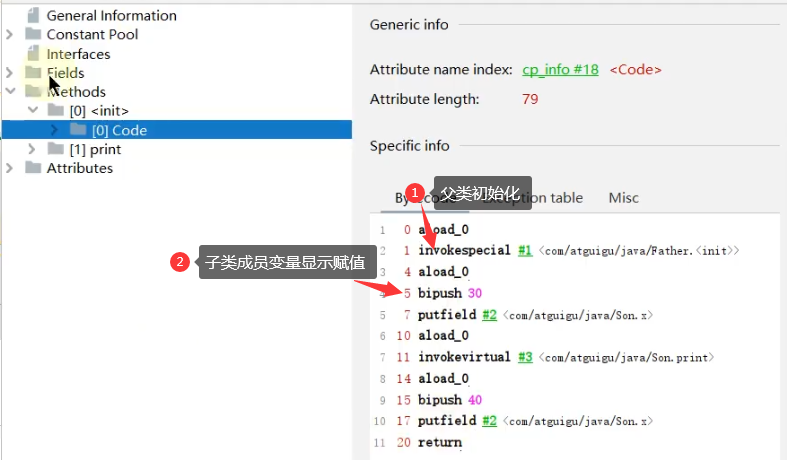 General Information
Constant Pool
Interfaces
Fields
Methods
[0] <init>
[0] Code
[1] print
Attributes
Generic info
Attribute name index: cp_info #18 <Code>
Attribute length: 79
Specific info
1 父类初始化
Exception table Misc
2 子类成员变量显示赋值
1 0 aload_0
2 1 invokespecial #1 <com/atguigu/java/Father.<init>>
3 4 aload_0
4 5 bipush 30
5 7 putfield #2 <com/atguigu/java/Son.x>
6 10 aload_0
7 11 invokevirtual #3 <com/atguigu/java/Son.print>
8 14 aload_0
9 15 bipush 40
10 17 putfield #2 <com/atguigu/java/Son.x>
11 20 return